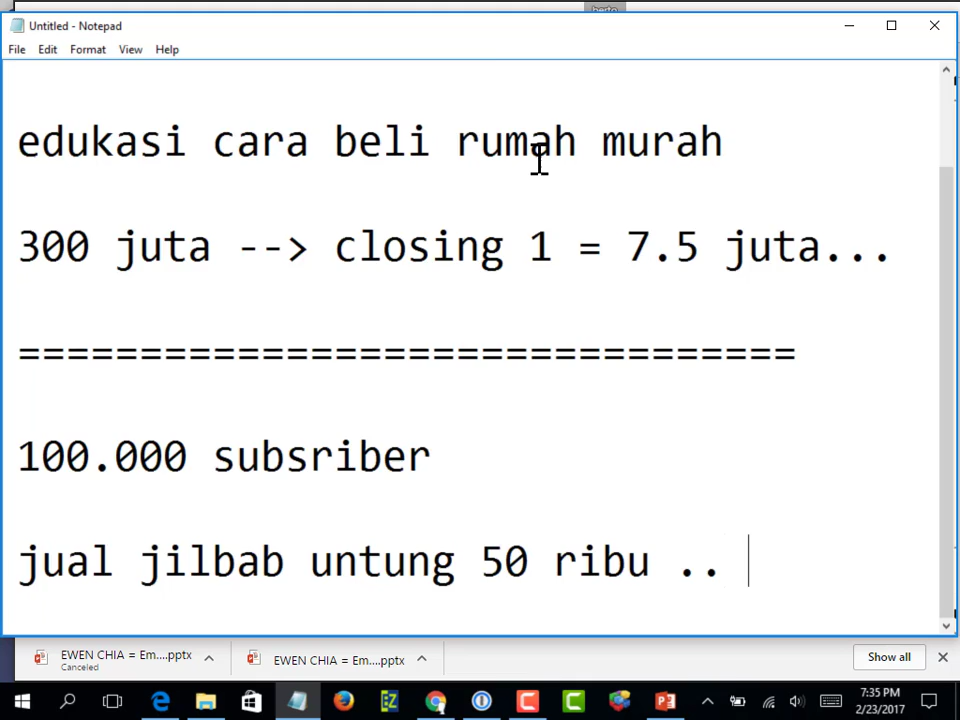 Untitled - Notepad
File Edit Format View Help
edukasi cara beli rumah murah
300 juta --> closing 1 = 7.5 juta...
================================
100.000 subsriber
jual jilbab untung 50 ribu ..
EWEN CHIA = Em....pptx
Canceled
EWEN CHIA = Em....pptx
Show all
7:35 PM
2/23/2017